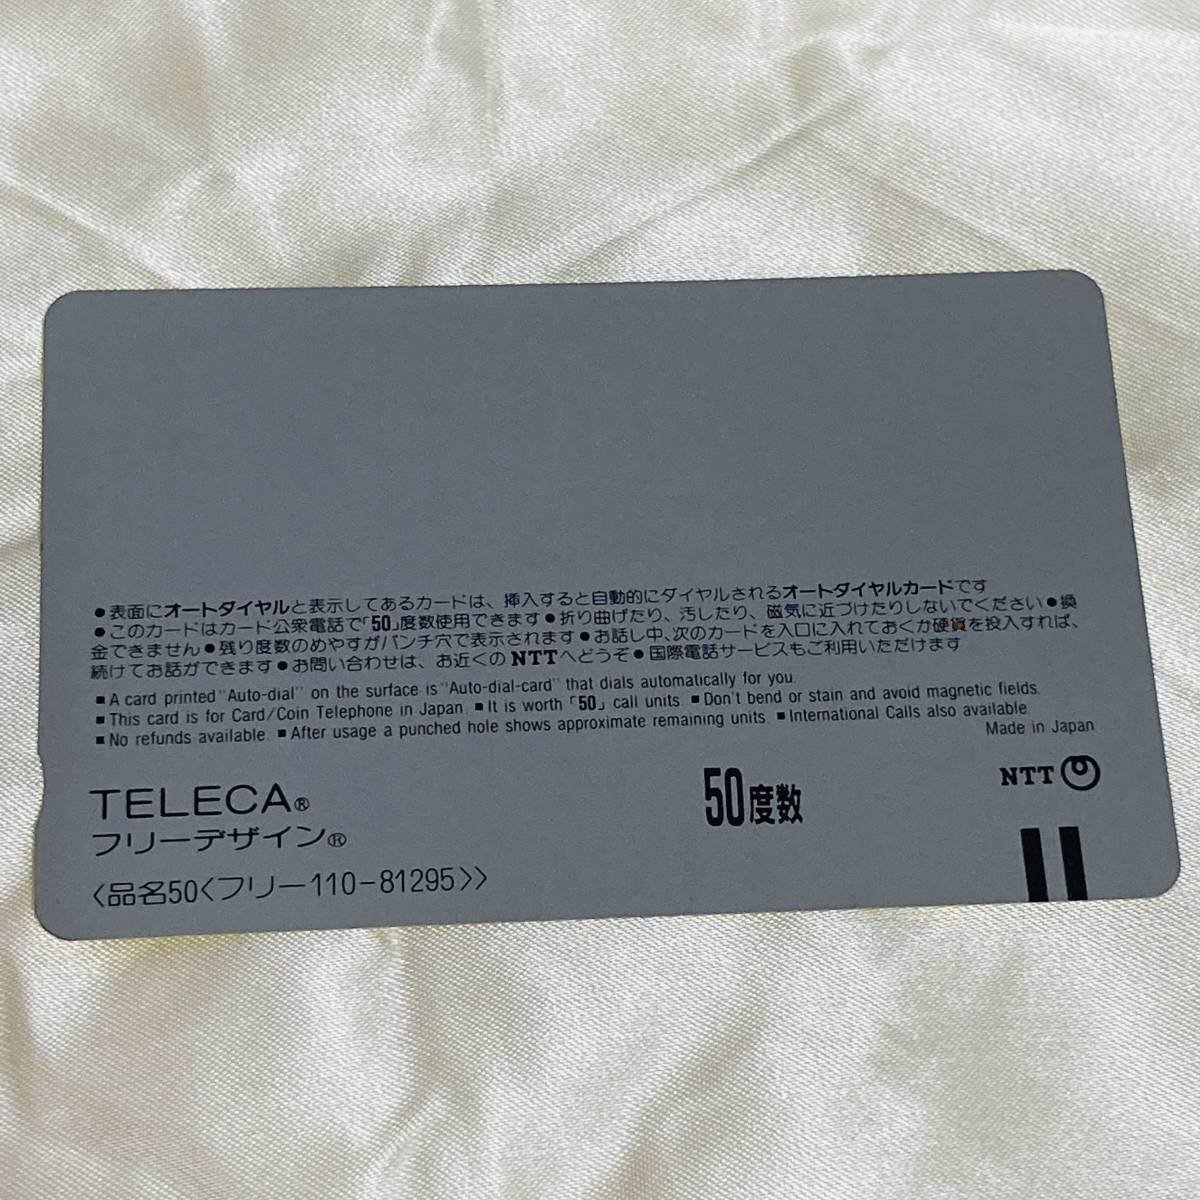 ●表面にオートダイヤルと表示してあるカードは、挿入すると自動的にダイヤルされるオートダイヤルカードです
●このカードはカード公衆電話で「50」度数使用できます●折り曲げたり、汚したり、磁気に近づけたりしないでください●換
金できません●残り度数のめやすがパンチ穴で表示されます●お話し中、次のカードを入口に入れておくか硬貨を投入すれば、
続けてお話ができます●お問い合わせは、お近くのNTTへどうぞ●国際電話サービスもご利用いただけます
■A card printed "Auto-dial" on the surface is "Auto-dial-card" that dials automatically for you.
■This card is for Card/Coin Telephone in Japan. ■It is worth「50」call units. ■Don't bend or stain and avoid magnetic fields.
■No refunds available. ■After usage a punched hole shows approximate remaining units. ■International Calls also available.
Made in Japan
TELECA®
フリーデザイン®
50度数
NTT
〈品名50〈フリー110-81295〉〉